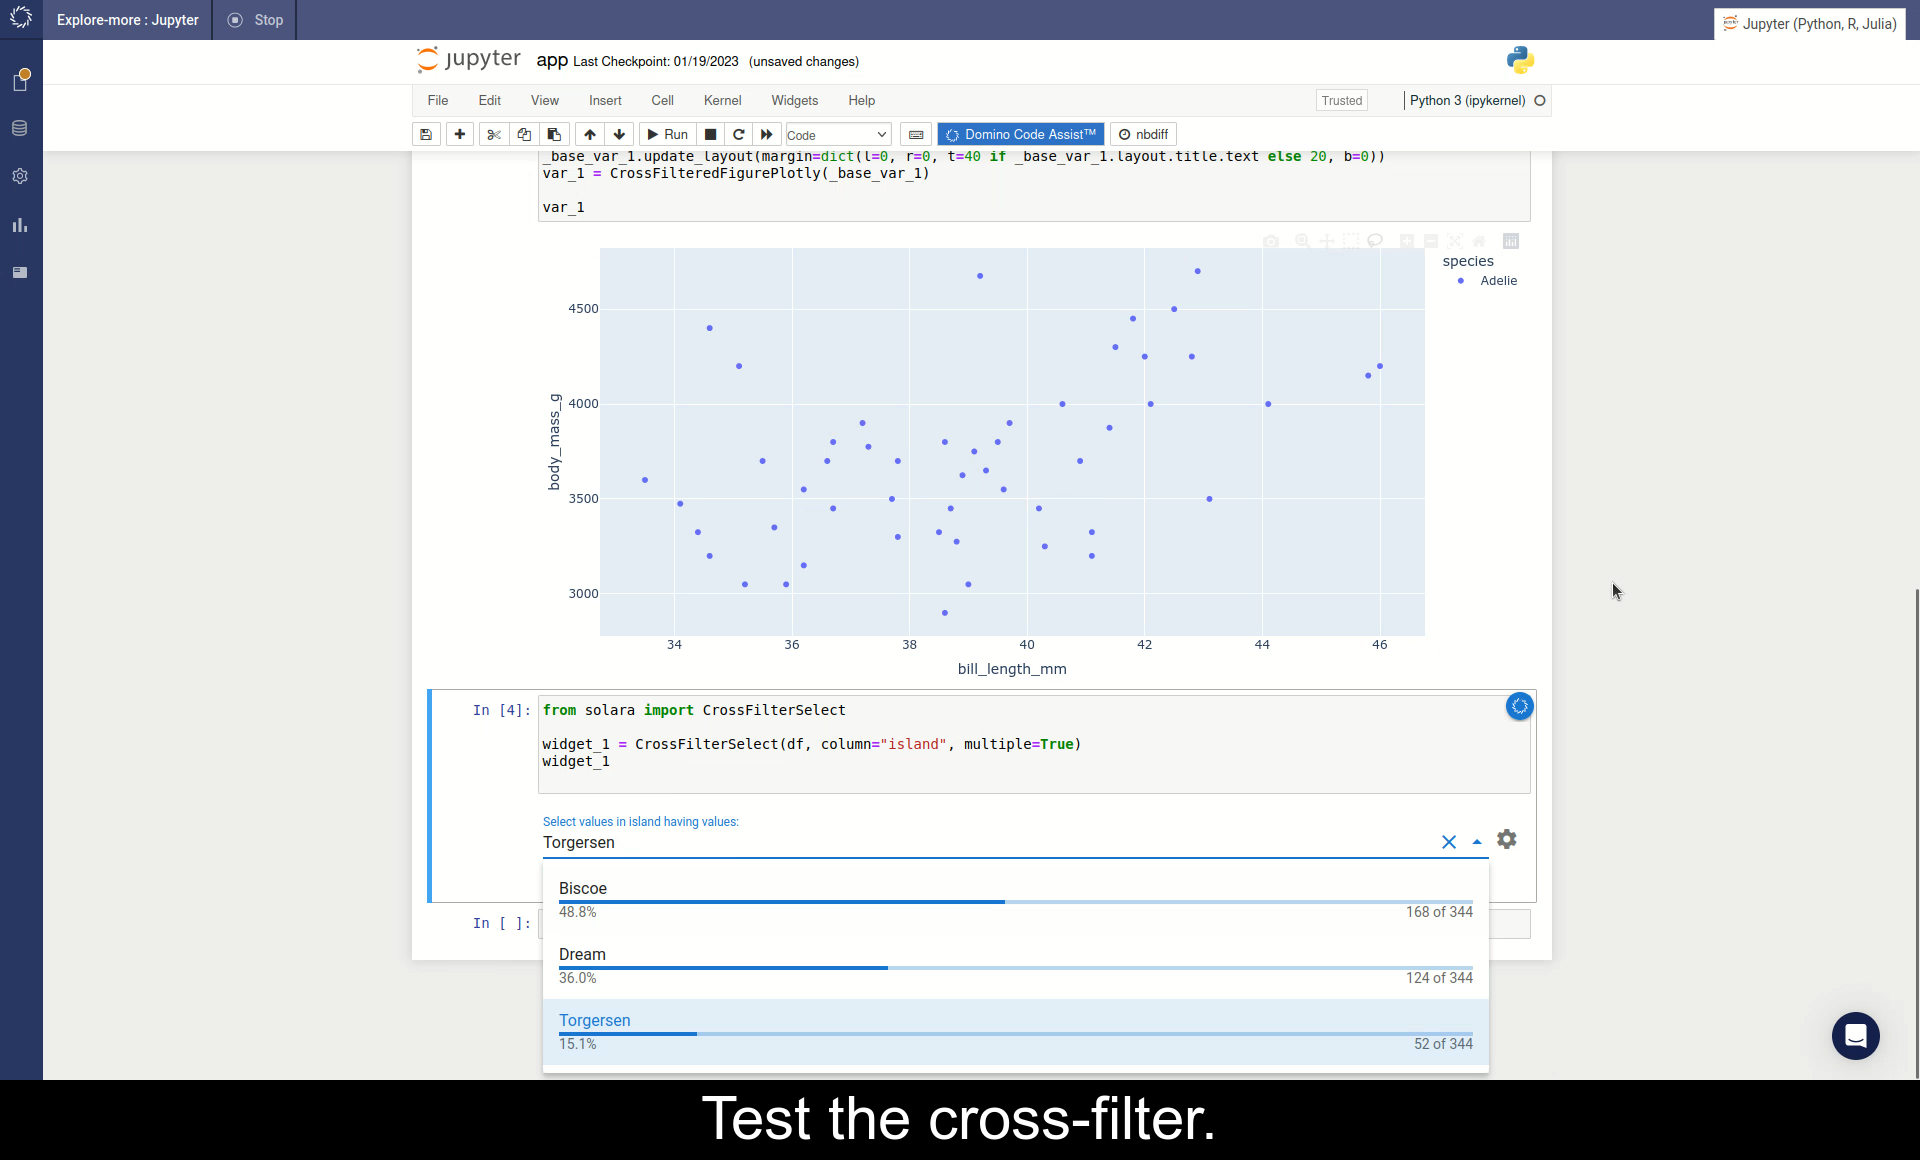 Explore-more : Jupyter
Stop
Jupyter (Python, R, Julia)
jupyter app Last Checkpoint: 01/19/2023 (unsaved changes)
File Edit View Insert Cell Kernel Widgets Help
Trusted
Python 3 (ipykernel)
Run
Code
Domino Code Assist™
nbdiff
_base_var_1.update_layout(margin=dict(l=0, r=0, t=40 if _base_var_1.layout.title.text else 20, b=0))
var_1 = CrossFilteredFigurePlotly(_base_var_1)
var_1
species
Adelie
4500
4000
3500
3000
body_mass_g
34 36 38 40 42 44 46
bill_length_mm
In [4]:
from solara import CrossFilterSelect
widget_1 = CrossFilterSelect(df, column="island", multiple=True)
widget_1
Select values in island having values:
Torgersen
Biscoe
48.8% 168 of 344
In [ ]:
Dream
36.0% 124 of 344
Torgersen
15.1% 52 of 344
Test the cross-filter.